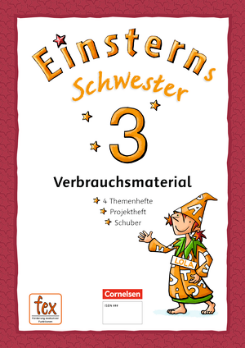 Einsterns
Schwester
3
Verbrauchsmaterial
4 Themenhefte
Projektheft
Schuber
fex
Cornelsen